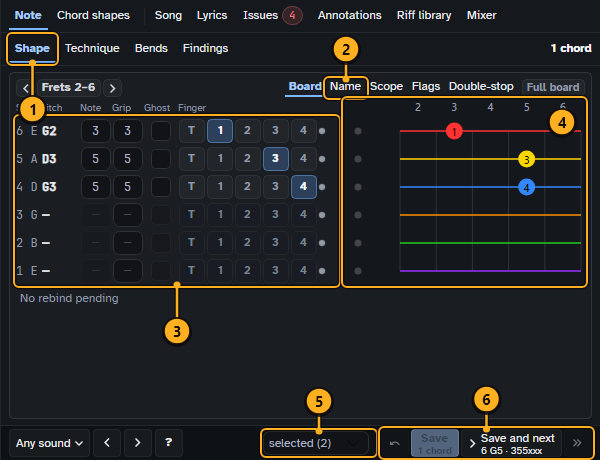 Note Chord shapes Song Lyrics Issues 4 Annotations Riff library Mixer
Shape Technique Bends Findings 1 chord
2
Frets 2–6 Board Name Scope Flags Double-stop Full board
1
Note Grip Ghost Finger 2 3 4 5 6
4
6 E G2 3 3 T 1 2 3 4 1
5 A D3 5 5 T 1 2 3 4 3
4 D G3 5 5 T 1 2 3 4 4
3 G – – – T 1 2 3 4
2 B – – – T 1 2 3 4
1 E – – – T 1 2 3 4
No rebind pending
3
5 6
Any sound ? selected (2) Save Save and next
1 chord 6 G5 · 355xxx